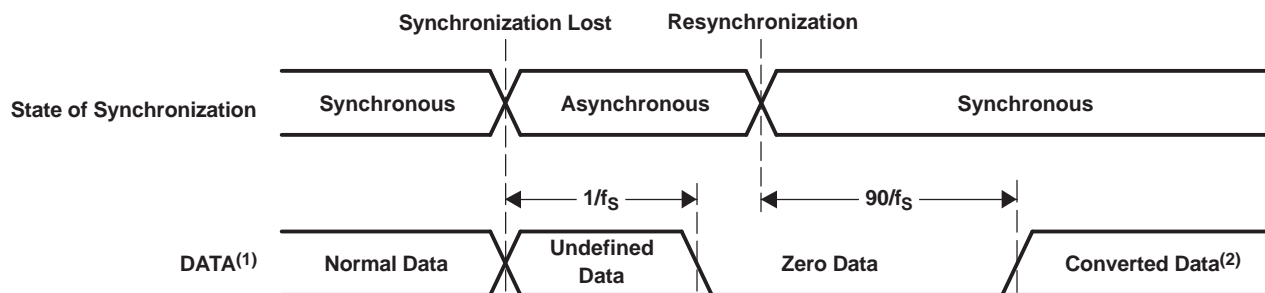 Synchronization Lost
Resynchronization
State of Synchronization
Synchronous
Asynchronous
Synchronous
1/fS
90/fS
DATA(1)
Normal Data
Undefined
Data
Zero Data
Converted Data(2)